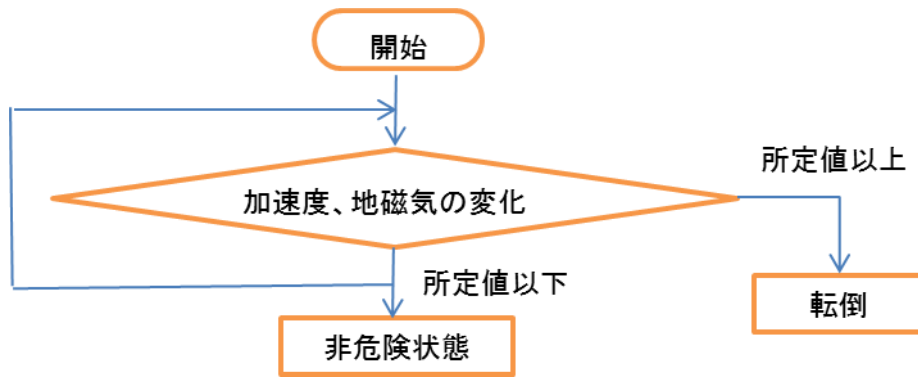 開始
加速度、地磁気の変化
所定値以上
所定値以下
転倒
非危険状態